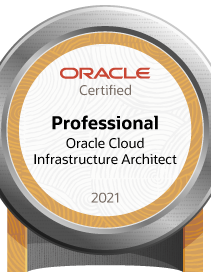 ORACLE
Certified
Professional
Oracle Cloud
Infrastructure Architect
2021